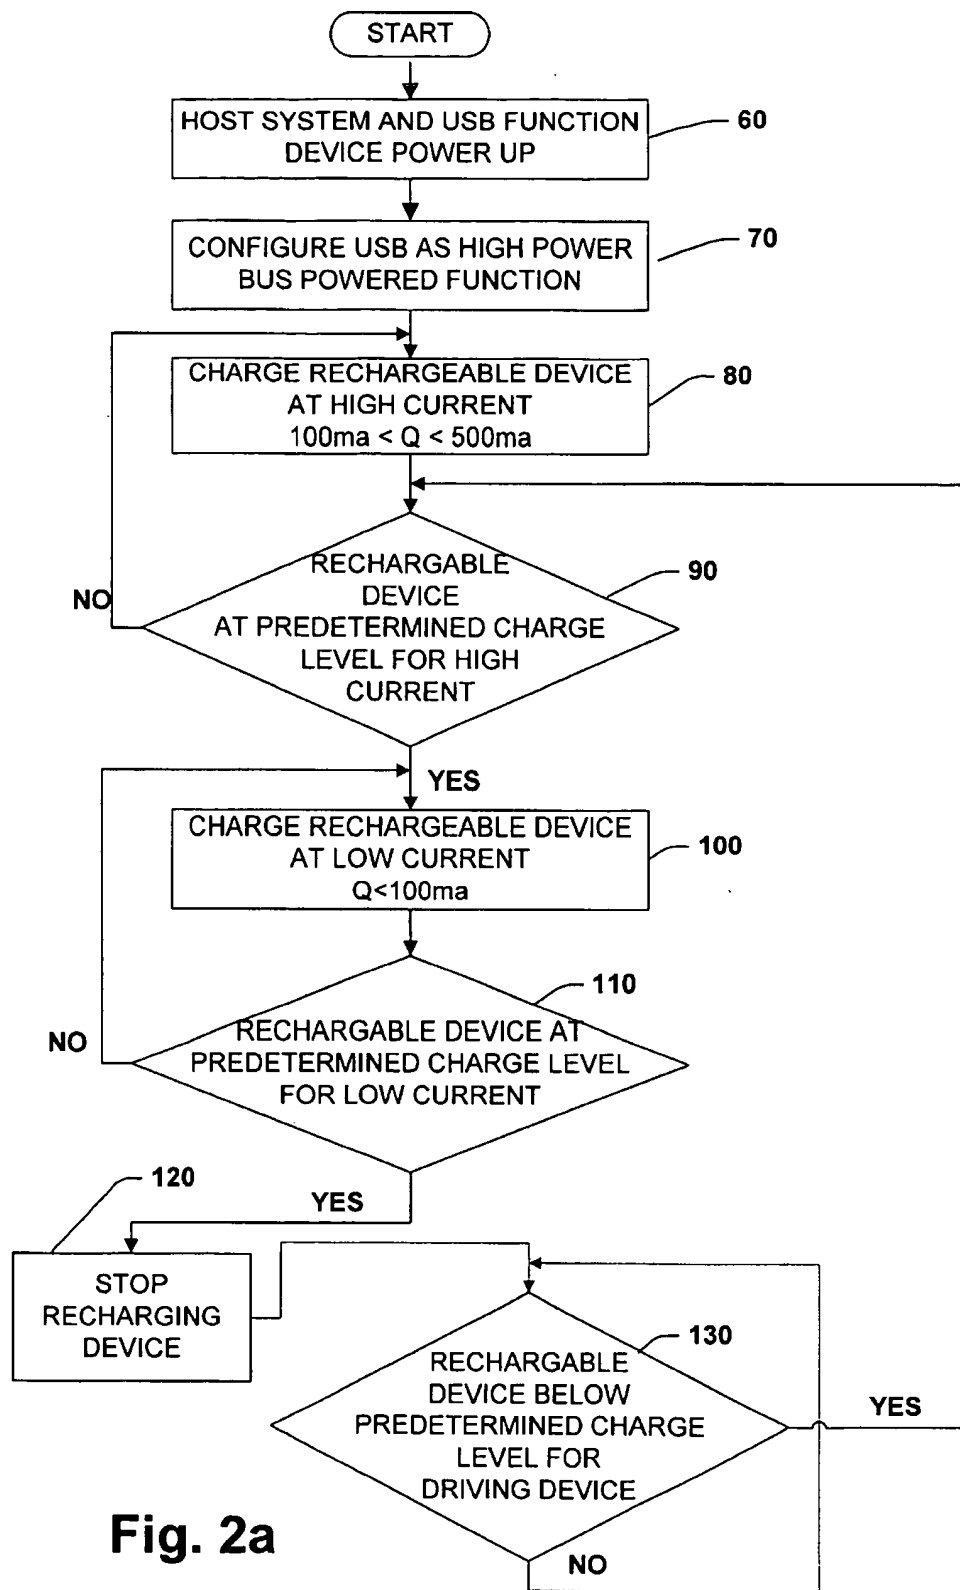 START
HOST SYSTEM AND USB FUNCTION
DEVICE POWER UP
60
CONFIGURE USB AS HIGH POWER
BUS POWERED FUNCTION
70
CHARGE RECHARGEABLE DEVICE
AT HIGH CURRENT
100ma < Q < 500ma
80
RECHARGABLE
DEVICE
AT PREDETERMINED CHARGE
LEVEL FOR HIGH
CURRENT
90
NO
YES
CHARGE RECHARGEABLE DEVICE
AT LOW CURRENT
Q<100ma
100
RECHARGABLE DEVICE AT
PREDETERMINED CHARGE LEVEL
FOR LOW CURRENT
110
NO
YES
120
STOP
RECHARGING
DEVICE
130
RECHARGABLE
DEVICE BELOW
PREDETERMINED CHARGE
LEVEL FOR
DRIVING DEVICE
YES
NO
Fig. 2a